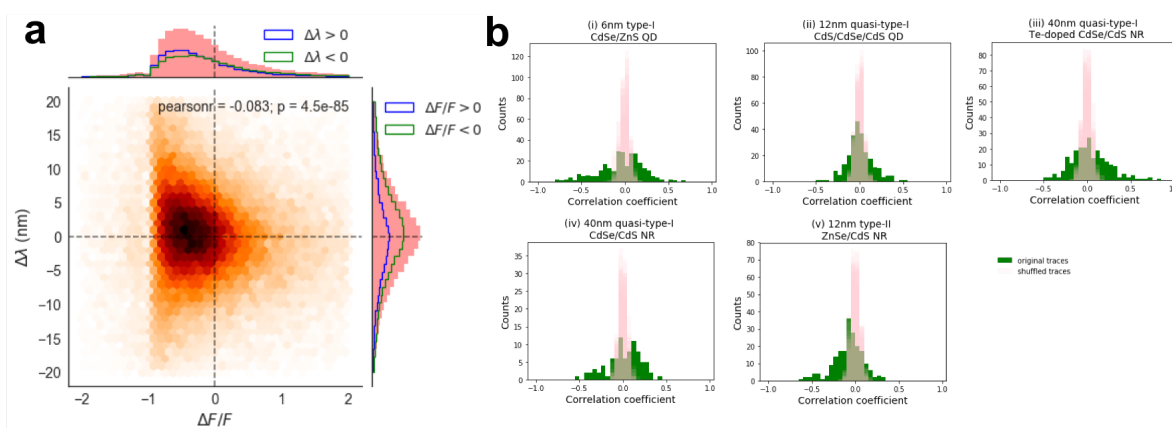 a
Δλ > 0
Δλ < 0
pearsonr = -0.083; p = 4.5e-85
ΔF/F > 0
ΔF/F < 0
20
15
10
5
0
−5
−10
−15
−20
Δλ (nm)
−2
−1
0
1
2
ΔF/F
b
(i) 6nm type-I
CdSe/ZnS QD
120
100
80
60
40
20
0
Counts
−1.0
−0.5
0.0
0.5
1.0
Correlation coefficient
(ii) 12nm quasi-type-I
CdS/CdSe/CdS QD
100
80
60
40
20
0
Counts
−1.0
−0.5
0.0
0.5
1.0
Correlation coefficient
(iii) 40nm quasi-type-I
Te-doped CdSe/CdS NR
80
70
60
50
40
30
20
10
0
Counts
−1.0
−0.5
0.0
0.5
1.0
Correlation coefficient
(iv) 40nm quasi-type-I
CdSe/CdS NR
35
30
25
20
15
10
5
0
Counts
−1.0
−0.5
0.0
0.5
1.0
Correlation coefficient
(v) 12nm type-II
ZnSe/CdS NR
80
70
60
50
40
30
20
10
0
Counts
−1.0
−0.5
0.0
0.5
1.0
Correlation coefficient
original traces
shuffled traces